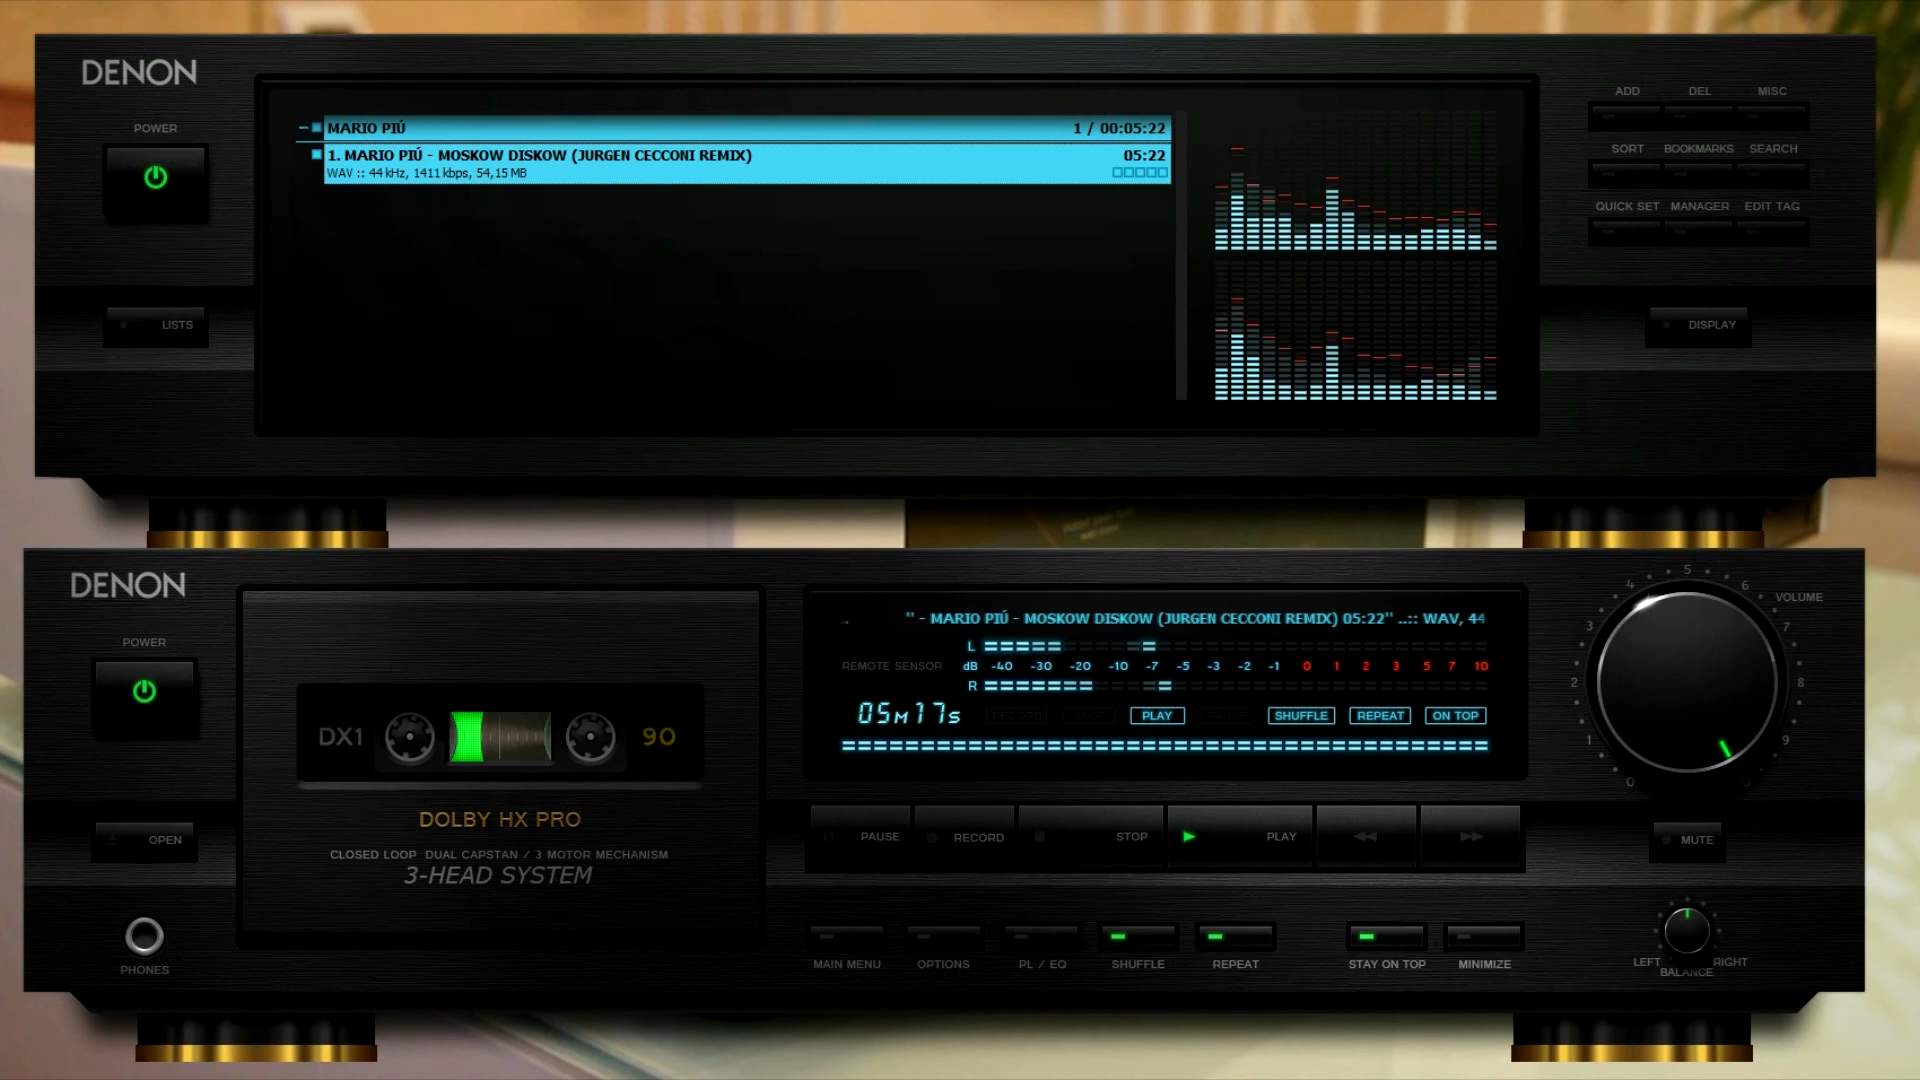 DENON
POWER
LISTS
MARIO PIÚ 1 / 00:05:22
1. MARIO PIÚ - MOSKOW DISKOW (JURGEN CECCONI REMIX) 05:22
WAV :: 44 kHz, 1411 kbps, 54,15 MB
ADD DEL MISC
SORT BOOKMARKS SEARCH
QUICK SET MANAGER EDIT TAG
DISPLAY
DENON
POWER
OPEN
PHONES
DX1 90
DOLBY HX PRO
CLOSED LOOP DUAL CAPSTAN / 3 MOTOR MECHANISM
3-HEAD SYSTEM
" - MARIO PIÚ - MOSKOW DISKOW (JURGEN CECCONI REMIX) 05:22" ..:: WAV, 44
L
REMOTE SENSOR dB -40 -30 -20 -10 -7 -5 -3 -2 -1 0 1 2 3 5 7 10
R
05M17s RECORD STOP PLAY PAUSE SHUFFLE REPEAT ON TOP
PAUSE RECORD STOP PLAY
MAIN MENU OPTIONS PL / EQ SHUFFLE REPEAT STAY ON TOP MINIMIZE
VOLUME
0 1 2 3 4 5 6 7 8 9
MUTE
LEFT RIGHT
BALANCE